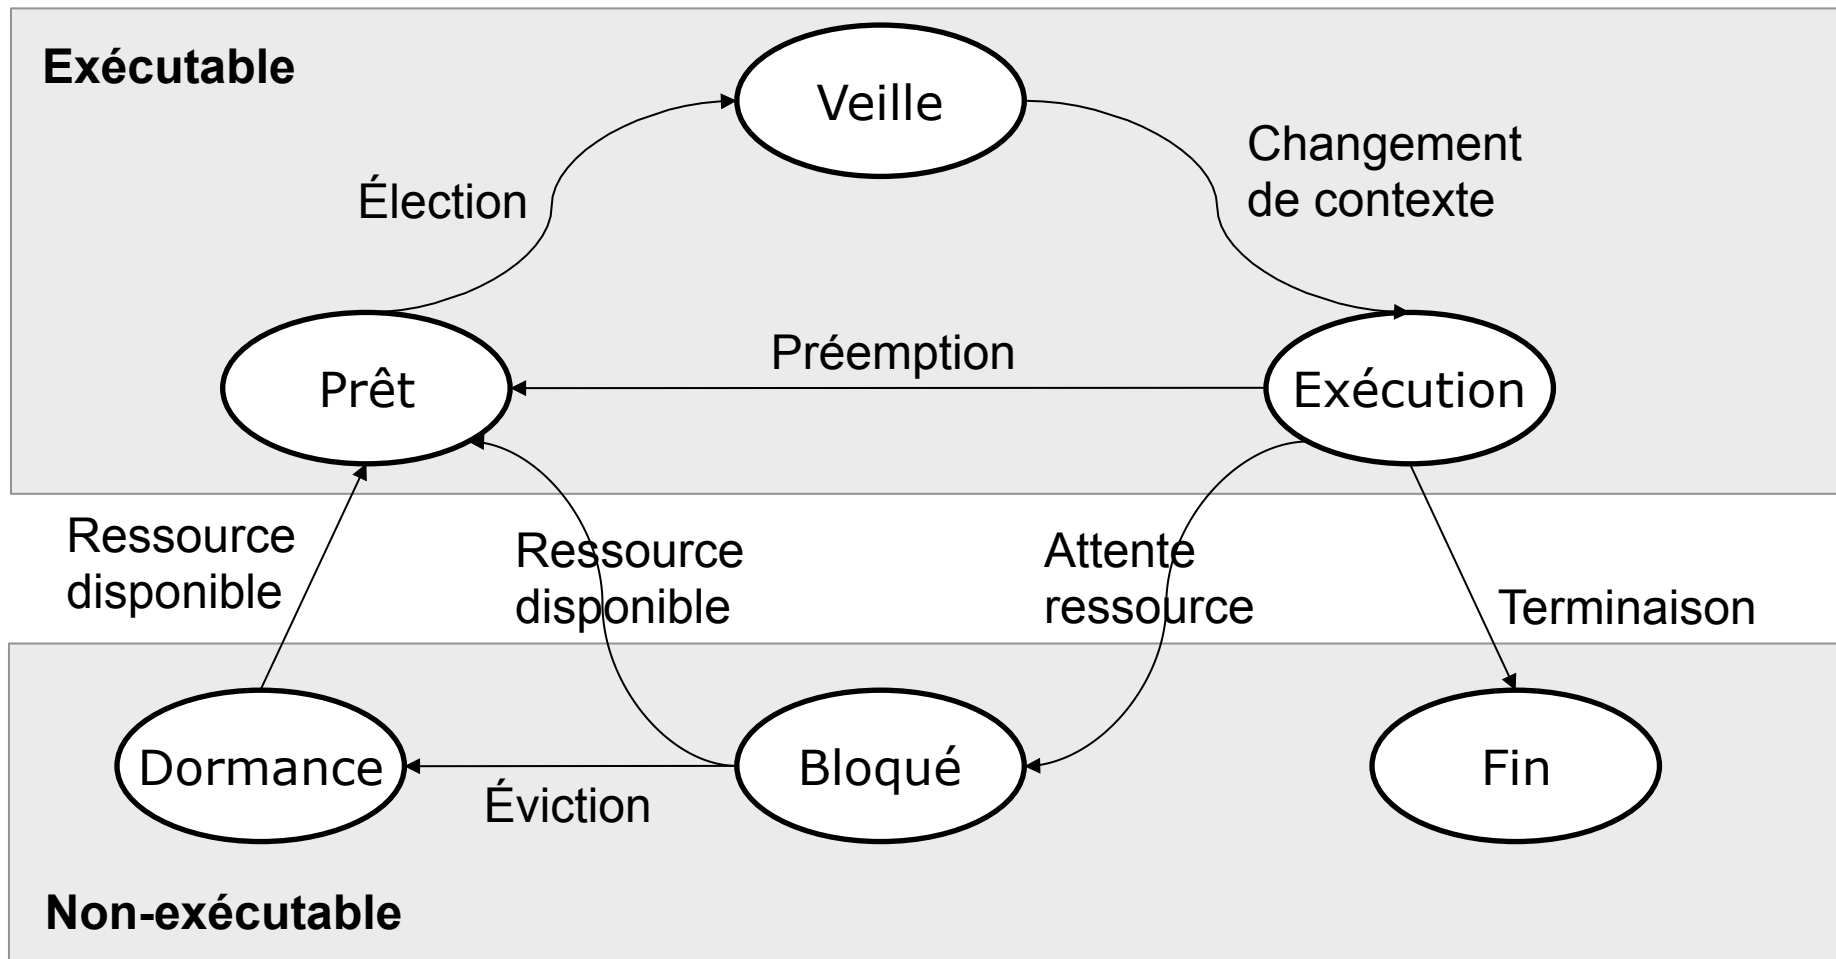 Exécutable
Veille
Changement
de contexte
Élection
Préemption
Prêt
Exécution
Ressource
disponible
Ressource
disponible
Attente
ressource
Terminaison
Dormance
Bloqué
Fin
Éviction
Non-exécutable